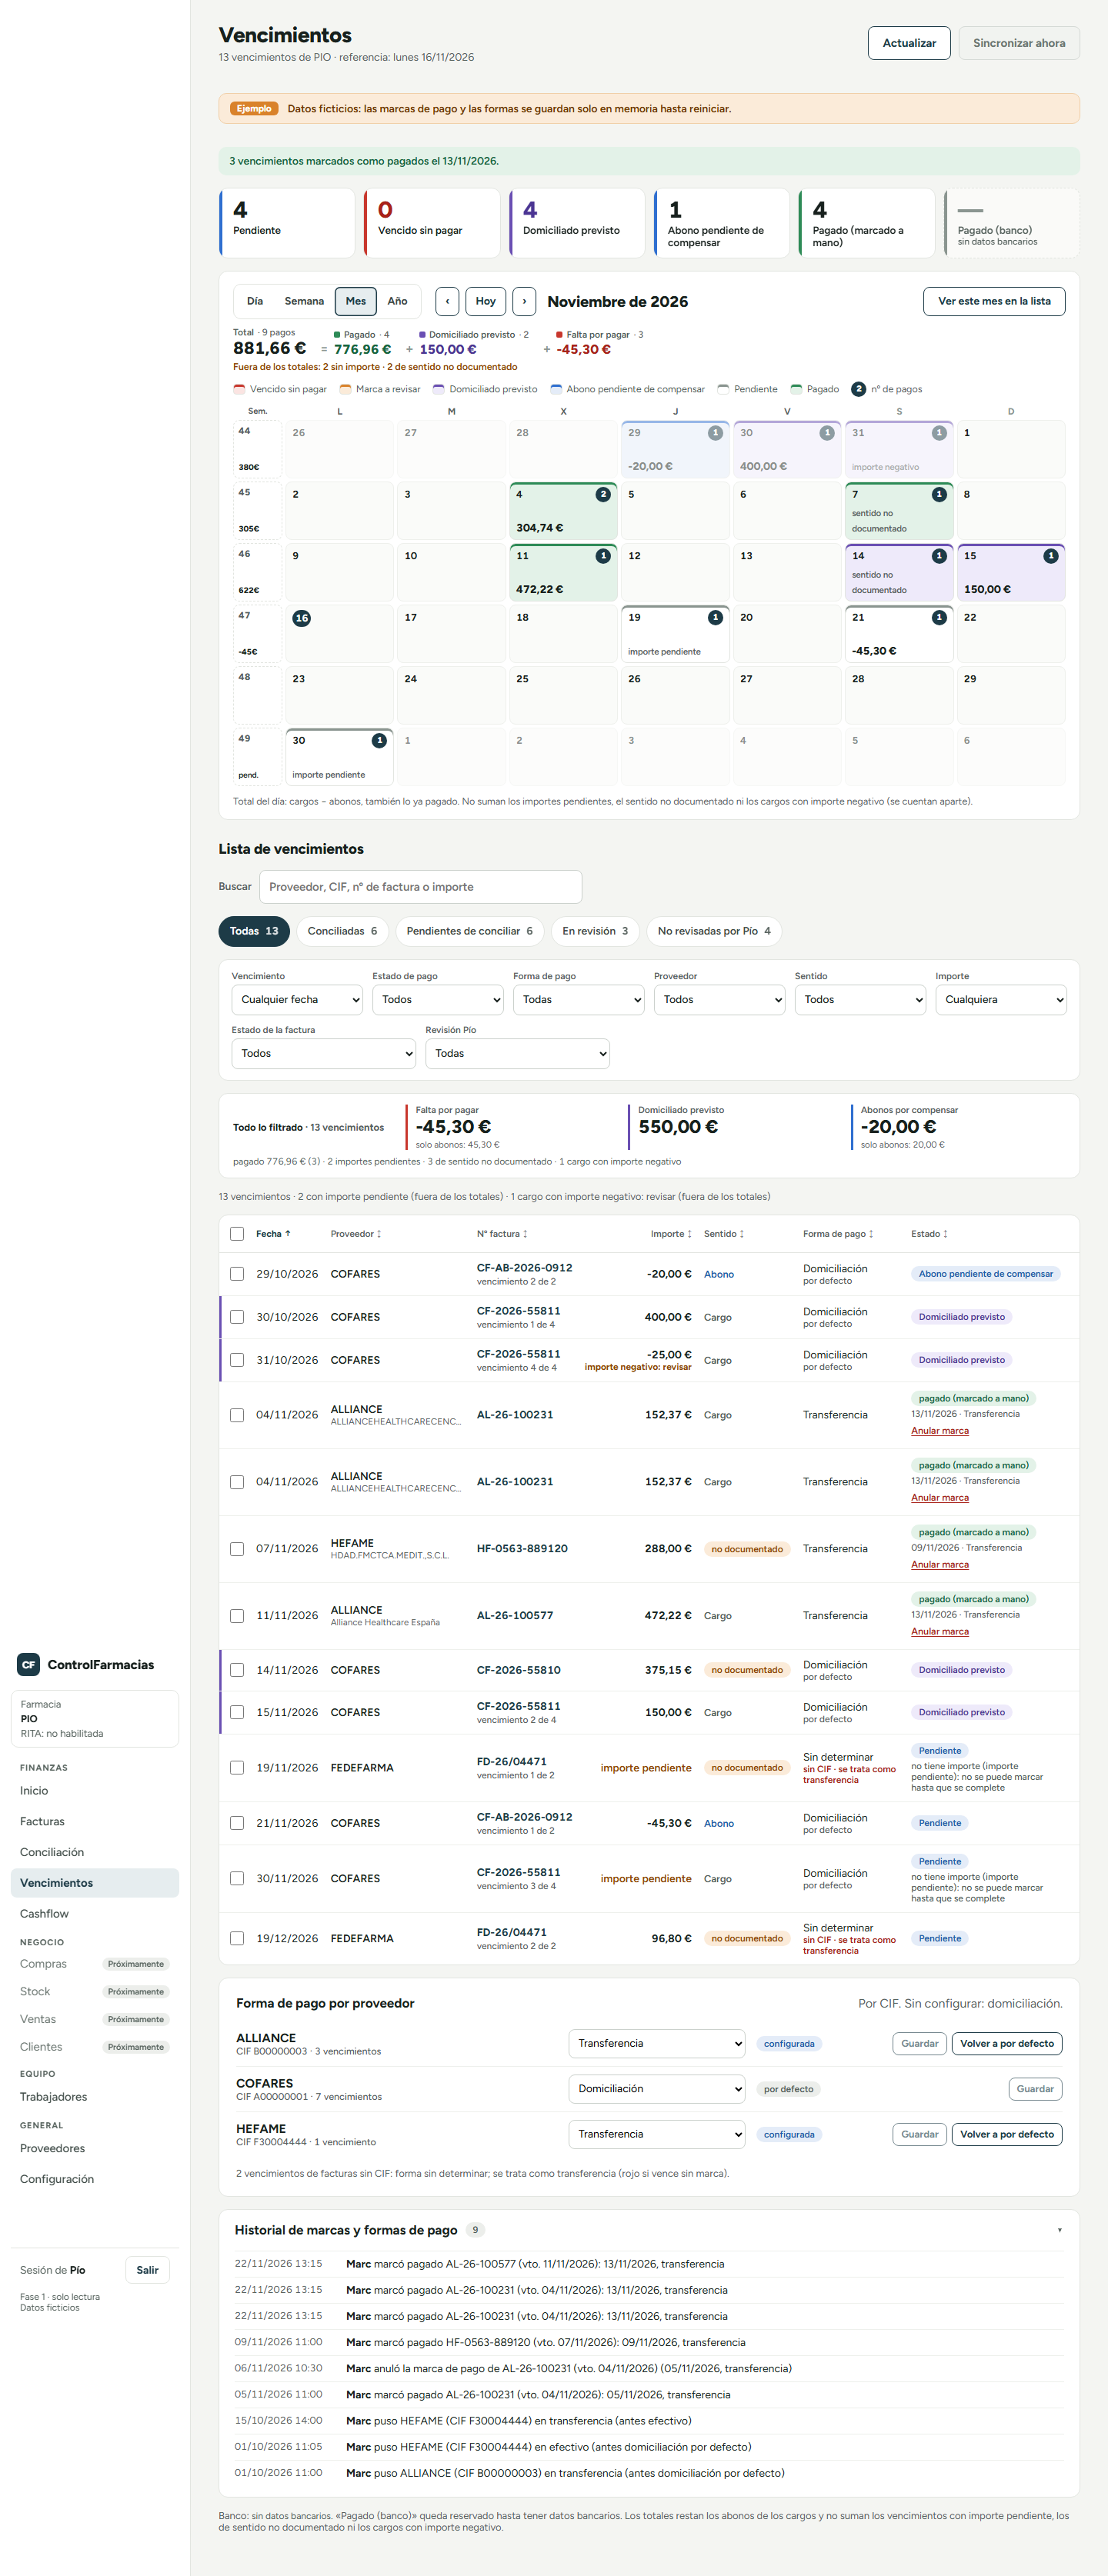 Vencimientos
13 vencimientos de PIO · referencia: lunes 16/11/2026
Actualizar
Sincronizar ahora
Ejemplo Datos ficticios: las marcas de pago y las formas se guardan solo en memoria hasta reiniciar.
3 vencimientos marcados como pagados el 13/11/2026.
4
Pendiente
0
Vencido sin pagar
4
Domiciliado previsto
1
Abono pendiente de
compensar
4
Pagado (marcado a
mano)
—
Pagado (banco)
sin datos bancarios
Día Semana Mes Año ‹ Hoy › Noviembre de 2026 Ver este mes en la lista
Total · 9 pagos
881,66 €
=
Pagado · 4
776,96 €
+
Domiciliado previsto · 2
150,00 €
+
Falta por pagar · 3
-45,30 €
Fuera de los totales: 2 sin importe · 2 de sentido no documentado
Vencido sin pagar Marca a revisar Domiciliado previsto Abono pendiente de compensar Pendiente Pagado 2 nº de pagos
Sem. L M X J V S D
44 26 27 28 29 1 30 1 31 1 1
380€ -20,00 € 400,00 € importe negativo
45 2 3 4 2 5 6 7 1 8
sentido no
305€ 304,74 € documentado
46 9 10 11 1 12 13 14 1 15 1
sentido no
622€ 472,22 € documentado 150,00 €
47 16 17 18 19 1 20 21 1 22
-45€ importe pendiente -45,30 €
48 23 24 25 26 27 28 29
49 30 1 1 2 3 4 5 6
pend. importe pendiente
Total del día: cargos − abonos, también lo ya pagado. No suman los importes pendientes, el sentido no documentado ni los cargos con importe negativo (se cuentan aparte).
Lista de vencimientos
Buscar Proveedor, CIF, nº de factura o importe
Todas 13 Conciliadas 6 Pendientes de conciliar 6 En revisión 3 No revisadas por Pío 4
Vencimiento Estado de pago Forma de pago Proveedor Sentido Importe
Cualquier fecha Todos Todas Todos Todos Cualquiera
Estado de la factura Revisión Pío
Todos Todas
Todo lo filtrado · 13 vencimientos
Falta por pagar
-45,30 €
solo abonos: 45,30 €
Domiciliado previsto
550,00 €
Abonos por compensar
-20,00 €
solo abonos: 20,00 €
pagado 776,96 € (3) · 2 importes pendientes · 3 de sentido no documentado · 1 cargo con importe negativo
13 vencimientos · 2 con importe pendiente (fuera de los totales) · 1 cargo con importe negativo: revisar (fuera de los totales)
Fecha ↑ Proveedor ↕ Nº factura ↕ Importe ↕ Sentido ↕ Forma de pago ↕ Estado ↕
29/10/2026 COFARES CF-AB-2026-0912 -20,00 € Abono Domiciliación Abono pendiente de compensar
vencimiento 2 de 2 por defecto
30/10/2026 COFARES CF-2026-55811 400,00 € Cargo Domiciliación Domiciliado previsto
vencimiento 1 de 4 por defecto
31/10/2026 COFARES CF-2026-55811 -25,00 € Cargo Domiciliación Domiciliado previsto
vencimiento 4 de 4 importe negativo: revisar por defecto
04/11/2026 ALLIANCE AL-26-100231 152,37 € Cargo Transferencia pagado (marcado a mano)
ALLIANCEHEALTHCARECENC... 13/11/2026 · Transferencia
Anular marca
04/11/2026 ALLIANCE AL-26-100231 152,37 € Cargo Transferencia pagado (marcado a mano)
ALLIANCEHEALTHCARECENC... 13/11/2026 · Transferencia
Anular marca
07/11/2026 HEFAME HF-0563-889120 288,00 € no documentado Transferencia pagado (marcado a mano)
HDAD.FMCTCA.MEDIT.,S.C.L. 09/11/2026 · Transferencia
Anular marca
11/11/2026 ALLIANCE AL-26-100577 472,22 € Cargo Transferencia pagado (marcado a mano)
Alliance Healthcare España 13/11/2026 · Transferencia
Anular marca
14/11/2026 COFARES CF-2026-55810 375,15 € no documentado Domiciliación Domiciliado previsto
por defecto
15/11/2026 COFARES CF-2026-55811 150,00 € Cargo Domiciliación Domiciliado previsto
vencimiento 2 de 4 por defecto
19/11/2026 FEDEFARMA FD-26/04471 importe pendiente no documentado Sin determinar Pendiente
vencimiento 1 de 2 sin CIF · se trata como no tiene importe (importe
transferencia pendiente): no se puede marcar
hasta que se complete
21/11/2026 COFARES CF-AB-2026-0912 -45,30 € Abono Domiciliación Pendiente
vencimiento 1 de 2 por defecto
30/11/2026 COFARES CF-2026-55811 importe pendiente Cargo Domiciliación Pendiente
vencimiento 3 de 4 por defecto no tiene importe (importe
pendiente): no se puede marcar
hasta que se complete
19/12/2026 FEDEFARMA FD-26/04471 96,80 € no documentado Sin determinar Pendiente
vencimiento 2 de 2 sin CIF · se trata como
transferencia
Forma de pago por proveedor Por CIF. Sin configurar: domiciliación.
ALLIANCE Transferencia configurada Guardar Volver a por defecto
CIF B00000003 · 3 vencimientos
COFARES Domiciliación por defecto Guardar
CIF A00000001 · 7 vencimientos
HEFAME Transferencia configurada Guardar Volver a por defecto
CIF F30004444 · 1 vencimiento
2 vencimientos de facturas sin CIF: forma sin determinar; se trata como transferencia (rojo si vence sin marca).
Historial de marcas y formas de pago 9 ▾
22/11/2026 13:15 Marc marcó pagado AL-26-100577 (vto. 11/11/2026): 13/11/2026, transferencia
22/11/2026 13:15 Marc marcó pagado AL-26-100231 (vto. 04/11/2026): 13/11/2026, transferencia
22/11/2026 13:15 Marc marcó pagado AL-26-100231 (vto. 04/11/2026): 13/11/2026, transferencia
09/11/2026 11:00 Marc marcó pagado HF-0563-889120 (vto. 07/11/2026): 09/11/2026, transferencia
06/11/2026 10:30 Marc anuló la marca de pago de AL-26-100231 (vto. 04/11/2026) (05/11/2026, transferencia)
05/11/2026 11:00 Marc marcó pagado AL-26-100231 (vto. 04/11/2026): 05/11/2026, transferencia
15/10/2026 14:00 Marc puso HEFAME (CIF F30004444) en transferencia (antes efectivo)
01/10/2026 11:05 Marc puso HEFAME (CIF F30004444) en efectivo (antes domiciliación por defecto)
01/10/2026 11:00 Marc puso ALLIANCE (CIF B00000003) en transferencia (antes domiciliación por defecto)
Banco: sin datos bancarios. «Pagado (banco)» queda reservado hasta tener datos bancarios. Los totales restan los abonos de los cargos y no suman los vencimientos con importe pendiente, los
de sentido no documentado ni los cargos con importe negativo.
CF ControlFarmacias
Farmacia
PIO
RITA: no habilitada
FINANZAS
Inicio
Facturas
Conciliación
Vencimientos
Cashflow
NEGOCIO
Compras Próximamente
Stock Próximamente
Ventas Próximamente
Clientes Próximamente
EQUIPO
Trabajadores
GENERAL
Proveedores
Configuración
Sesión de Pío Salir
Fase 1 · solo lectura
Datos ficticios